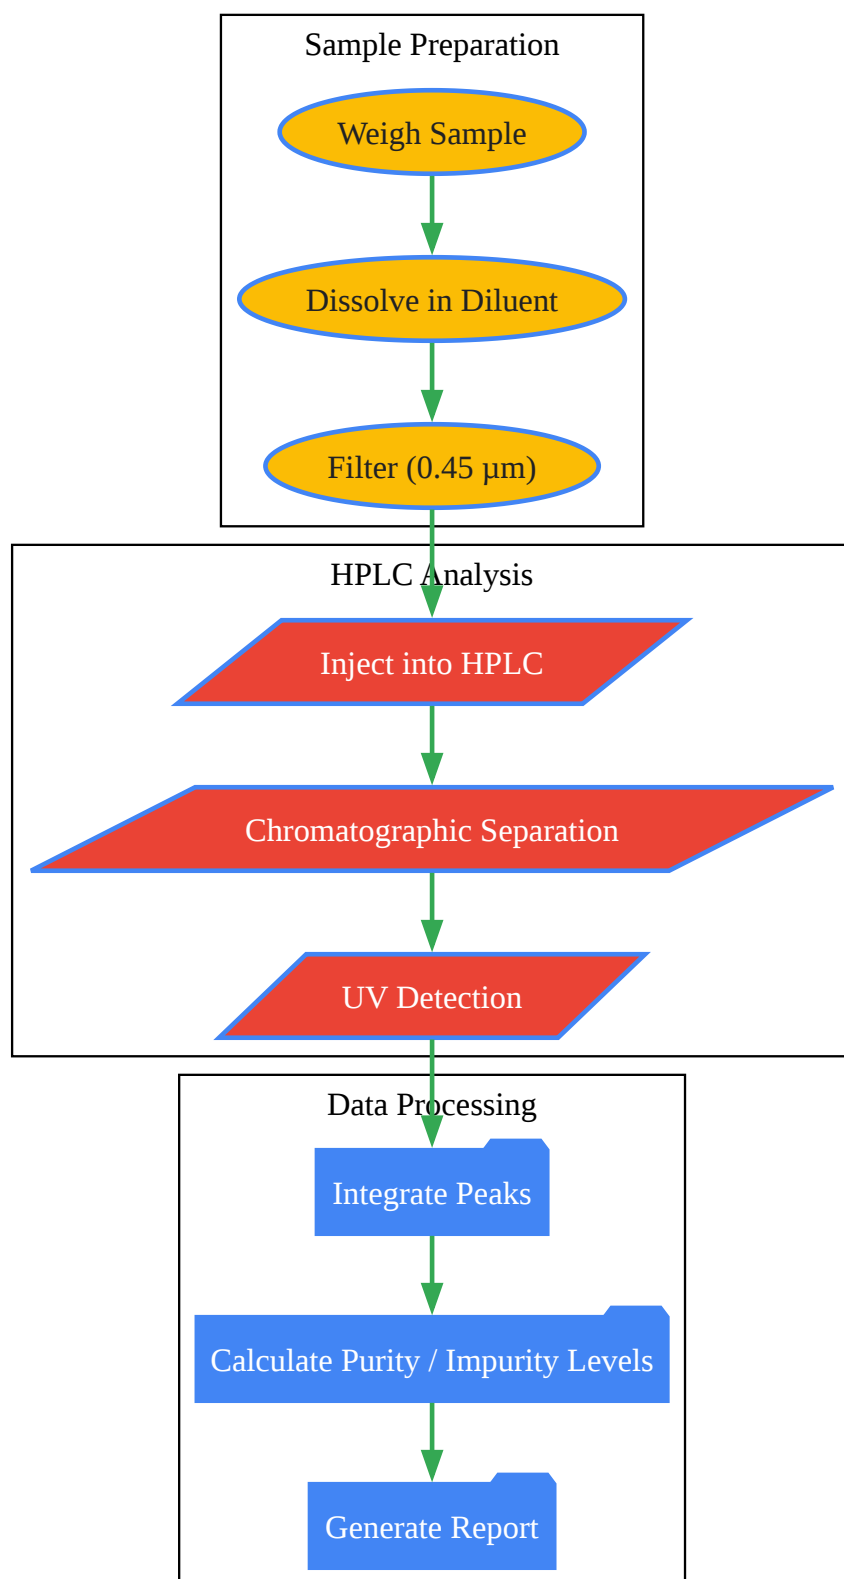 Sample Preparation
Weigh Sample
Dissolve in Diluent
Filter (0.45 µm)
HPLC Analysis
Inject into HPLC
Chromatographic Separation
UV Detection
Data Processing
Integrate Peaks
Calculate Purity / Impurity Levels
Generate Report